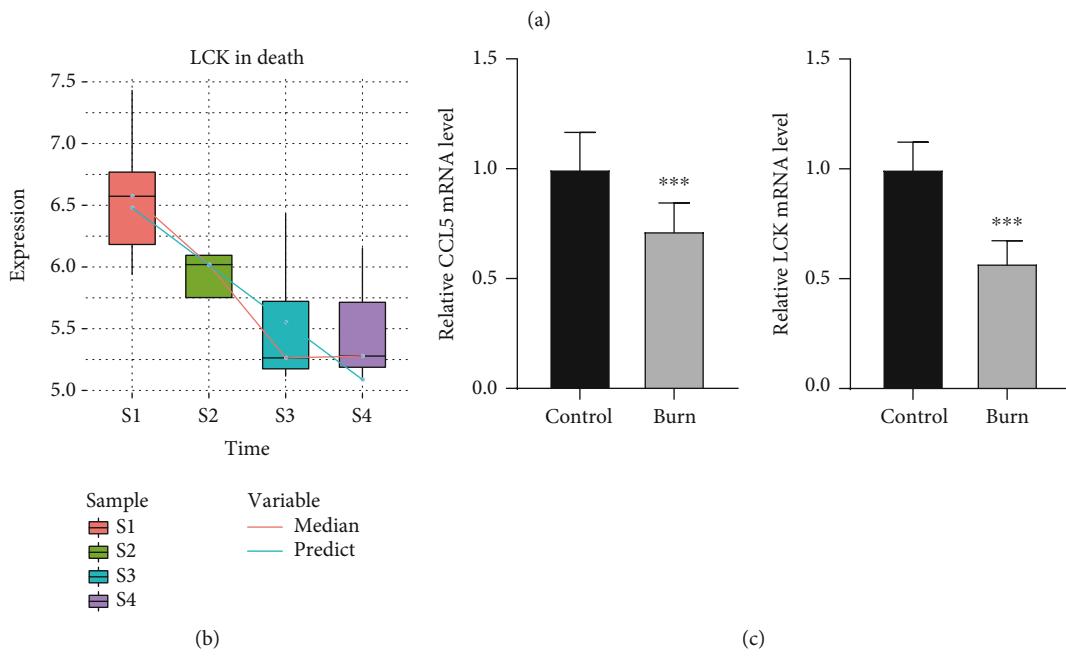 (a)
LCK in death
Expression
7.5
7.0
6.5
6.0
5.5
5.0
S1 S2 S3 S4
Time
Sample
S1
S2
S3
S4
Variable
Median
Predict
(b)
Relative CCL5 mRNA level
1.5
1.0
0.5
0.0
***
Control Burn
Relative LCK mRNA level
1.5
1.0
0.5
0.0
***
Control Burn
(c)